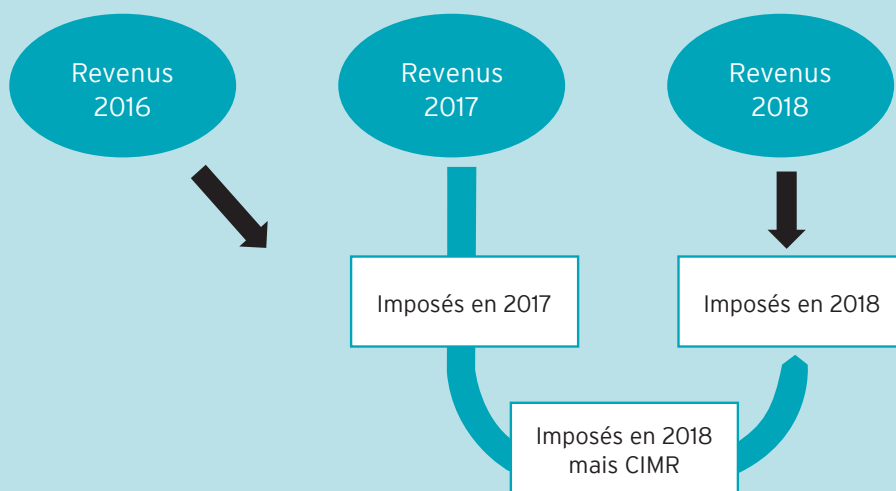 Revenus
2016
Revenus
2017
Revenus
2018
Imposés en 2017
Imposés en 2018
Imposés en 2018
mais CIMR